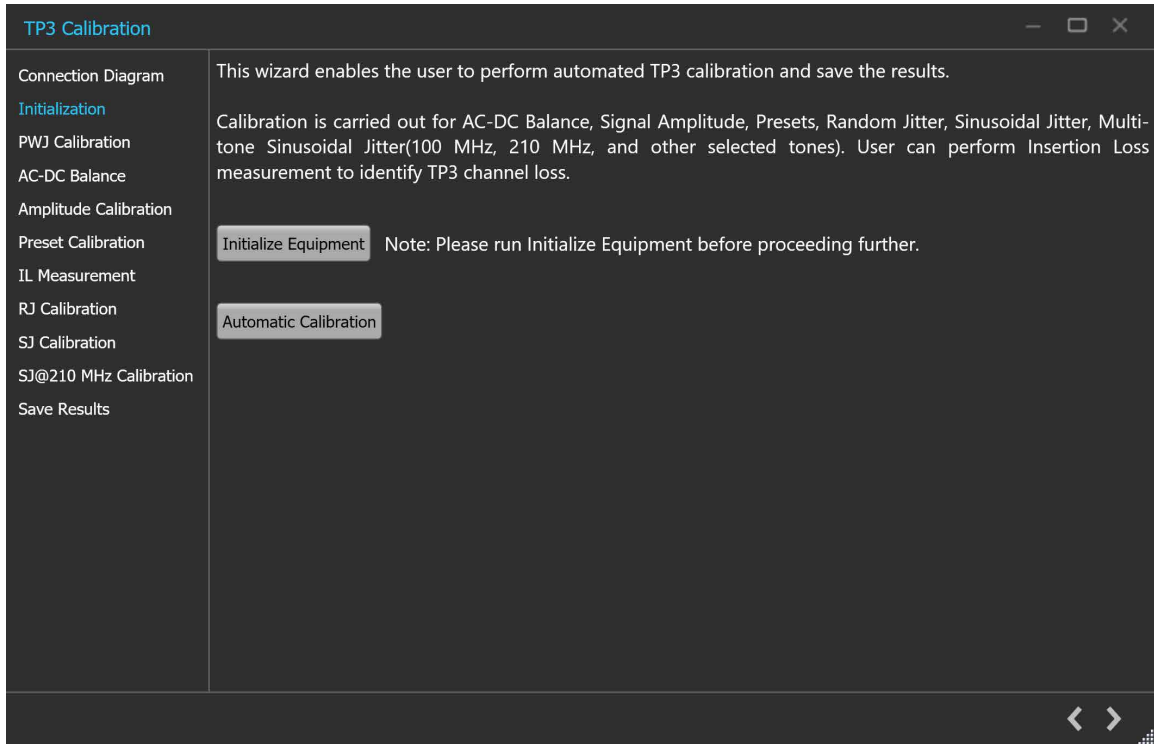 TP3 Calibration
Connection Diagram
Initialization
PWJ Calibration
AC-DC Balance
Amplitude Calibration
Preset Calibration
IL Measurement
RJ Calibration
SJ Calibration
SJ@210 MHz Calibration
Save Results
This wizard enables the user to perform automated TP3 calibration and save the results.
Calibration is carried out for AC-DC Balance, Signal Amplitude, Presets, Random Jitter, Sinusoidal Jitter, Multi-
tone Sinusoidal Jitter(100 MHz, 210 MHz, and other selected tones). User can perform Insertion Loss
measurement to identify TP3 channel loss.
Initialize Equipment Note: Please run Initialize Equipment before proceeding further.
Automatic Calibration